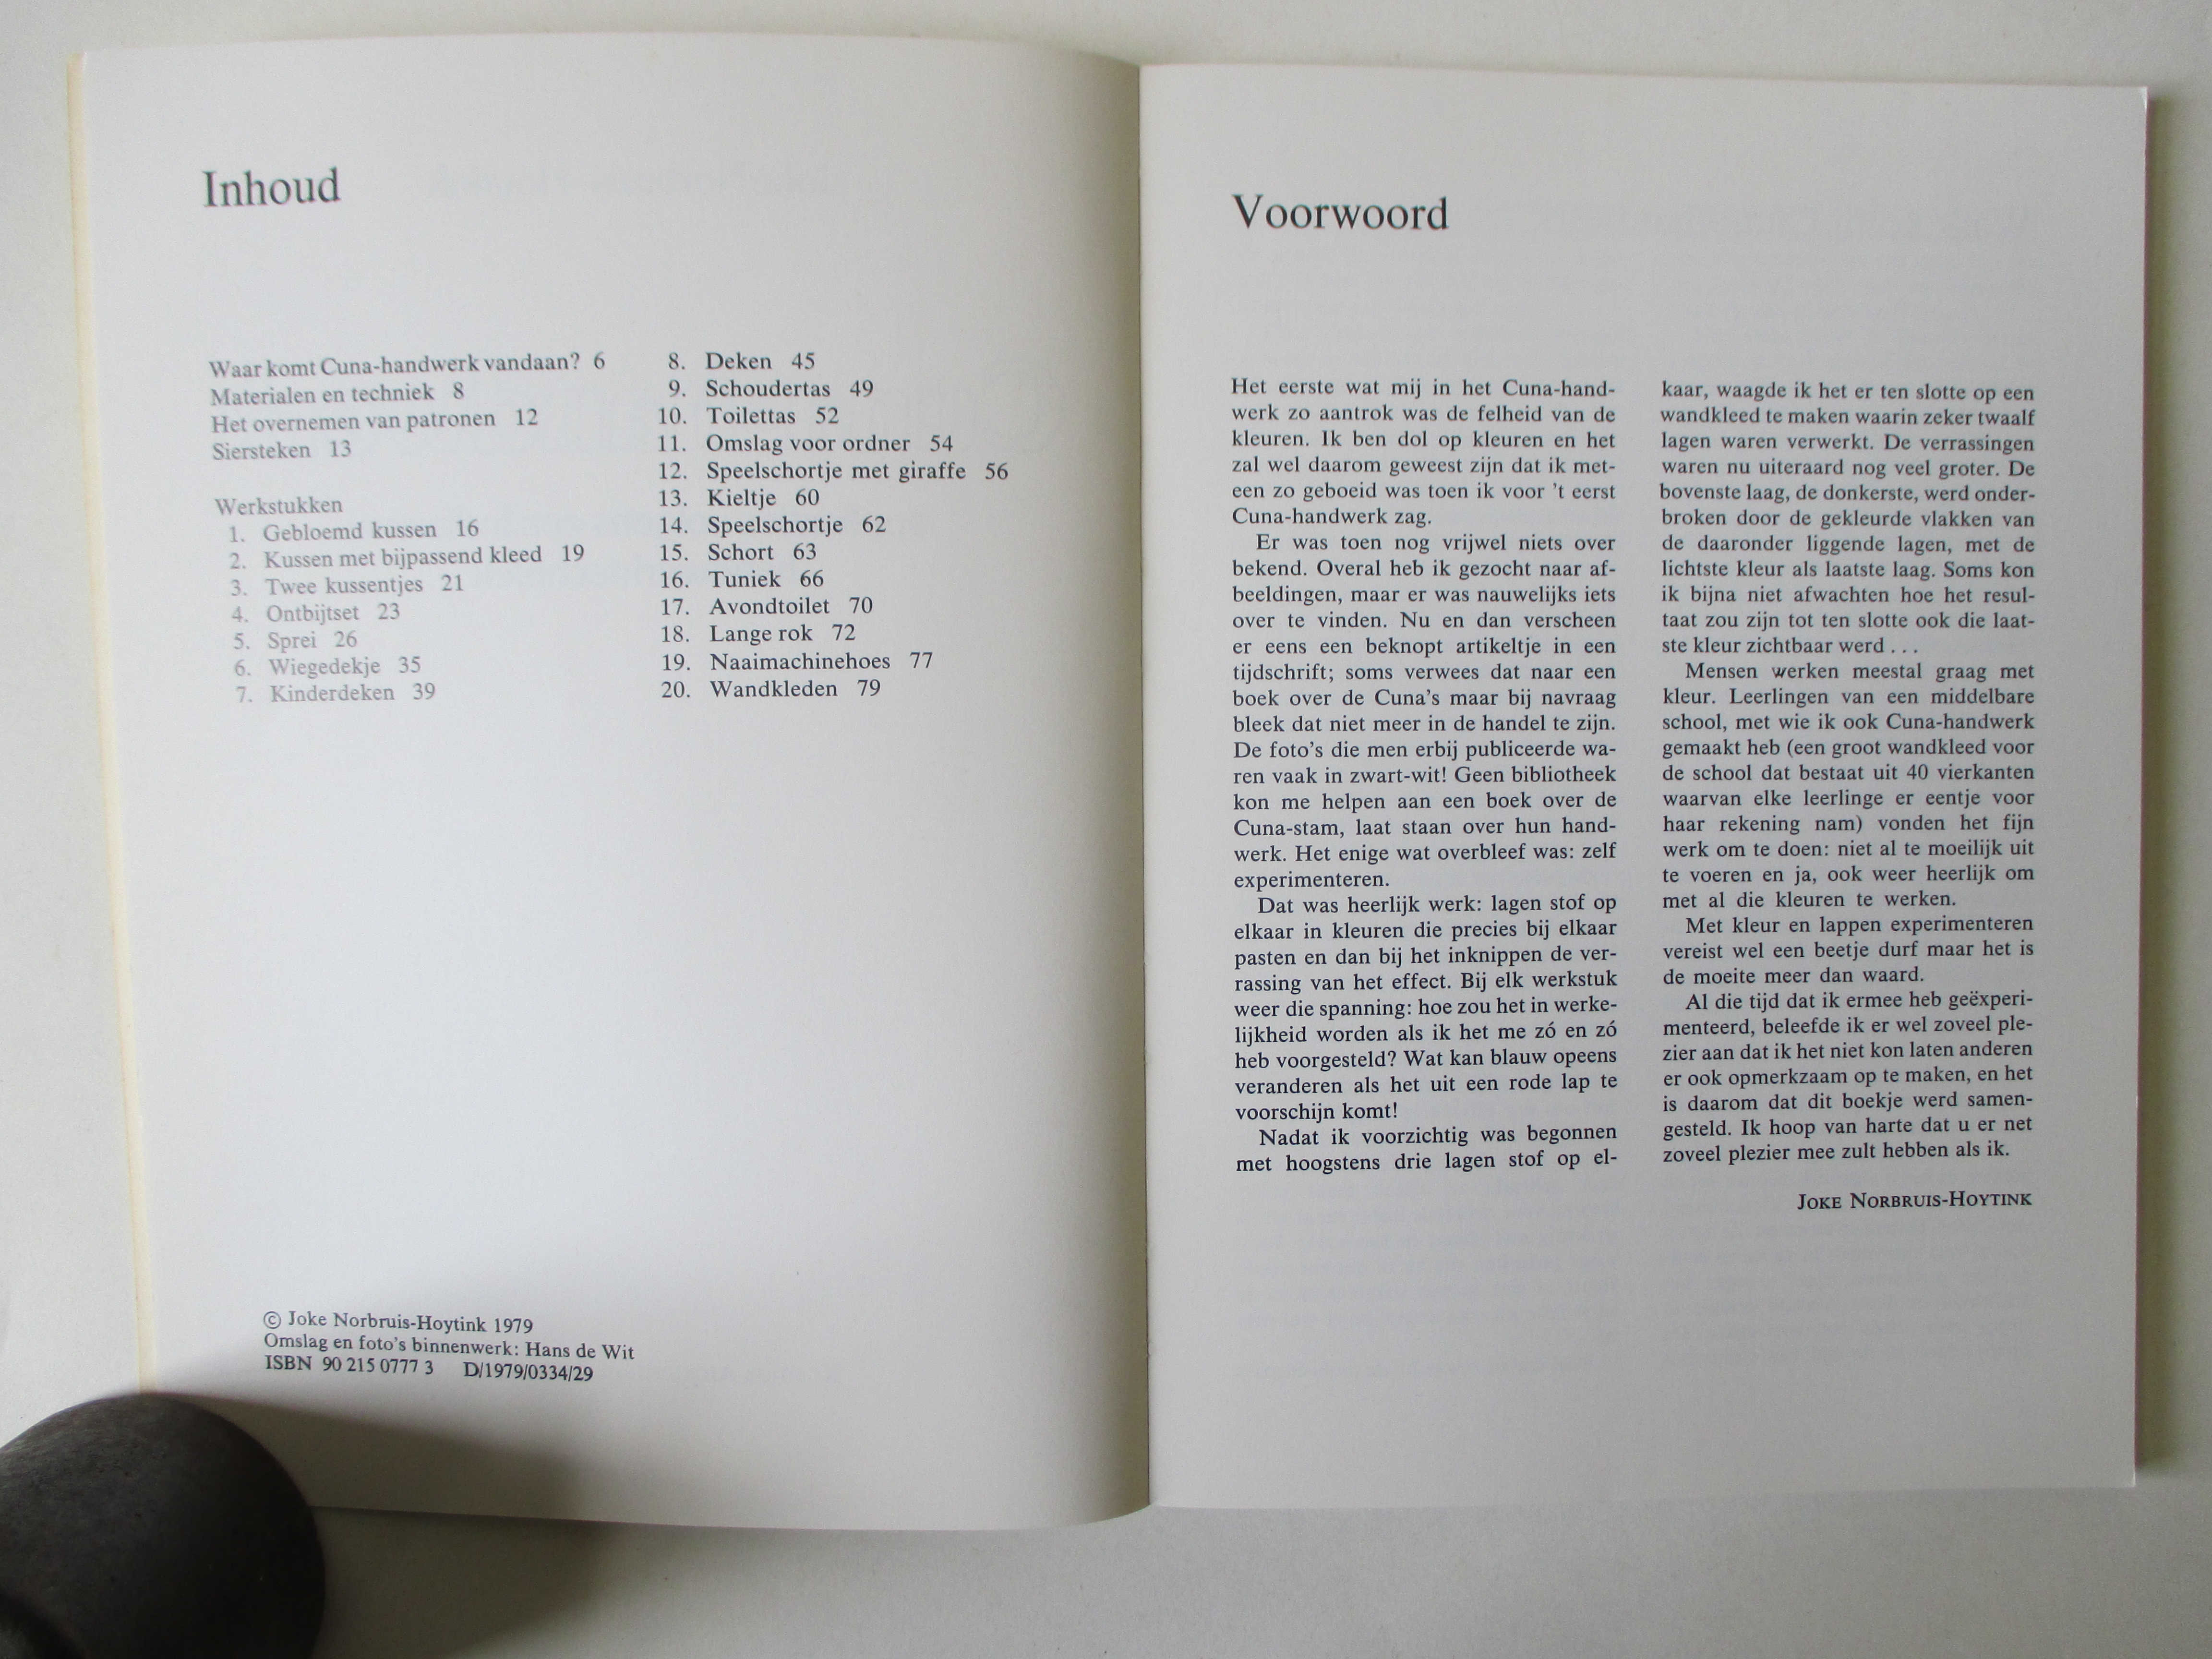 Inhoud
Waar komt Cuna-handwerk vandaan? 6
Materialen en techniek 8
Het overnemen van patronen 12
Siersteken 13
Werkstukken
1. Gebloemd kussen 16
2. Kussen met bijpassend kleed 19
3. Twee kussentjes 21
4. Ontbijtset 23
5. Sprei 26
6. Wiegedekje 35
7. Kinderdeken 39
8. Deken 45
9. Schoudertas 49
10. Toilettas 52
11. Omslag voor ordner 54
12. Speelschortje met giraffe 56
13. Kieltje 60
14. Speelschortje 62
15. Schort 63
16. Tuniek 66
17. Avondtoilet 70
18. Lange rok 72
19. Naaimachinehoes 77
20. Wandkleden 79
© Joke Norbruis-Hoytink 1979
Omslag en foto's binnenwerk: Hans de Wit
ISBN 90 215 0777 3 D/1979/0334/29
Voorwoord
Het eerste wat mij in het Cuna-hand-
werk zo aantrok was de felheid van de
kleuren. Ik ben dol op kleuren en het
zal wel daarom geweest zijn dat ik met-
een zo geboeid was toen ik voor 't eerst
Cuna-handwerk zag.
Er was toen nog vrijwel niets over
bekend. Overal heb ik gezocht naar af-
beeldingen, maar er was nauwelijks iets
over te vinden. Nu en dan verscheen
er eens een beknopt artikeltje in een
tijdschrift; soms verwees dat naar een
boek over de Cuna's maar bij navraag
bleek dat niet meer in de handel te zijn.
De foto's die men erbij publiceerde wa-
ren vaak in zwart-wit! Geen bibliotheek
kon me helpen aan een boek over de
Cuna-stam, laat staan over hun hand-
werk. Het enige wat overbleef was: zelf
experimenteren.
Dat was heerlijk werk: lagen stof op
elkaar in kleuren die precies bij elkaar
pasten en dan bij het inknippen de ver-
rassing van het effect. Bij elk werkstuk
weer die spanning: hoe zou het in werke-
lijkheid worden als ik het me zó en zó
heb voorgesteld? Wat kan blauw opeens
veranderen als het uit een rode lap te
voorschijn komt!
Nadat ik voorzichtig was begonnen
met hoogstens drie lagen stof op el-
kaar, waagde ik het er ten slotte op een
wandkleed te maken waarin zeker twaalf
lagen waren verwerkt. De verrassingen
waren nu uiteraard nog veel groter. De
bovenste laag, de donkerste, werd onder-
broken door de gekleurde vlakken van
de daaronder liggende lagen, met de
lichtste kleur als laatste laag. Soms kon
ik bijna niet afwachten hoe het resul-
taat zou zijn tot ten slotte ook die laat-
ste kleur zichtbaar werd . . .
Mensen werken meestal graag met
kleur. Leerlingen van een middelbare
school, met wie ik ook Cuna-handwerk
gemaakt heb (een groot wandkleed voor
de school dat bestaat uit 40 vierkanten
waarvan elke leerlinge er eentje voor
haar rekening nam) vonden het fijn
werk om te doen: niet al te moeilijk uit
te voeren en ja, ook weer heerlijk om
met al die kleuren te werken.
Met kleur en lappen experimenteren
vereist wel een beetje durf maar het is
de moeite meer dan waard.
Al die tijd dat ik ermee heb geëxperi-
menteerd, beleefde ik er wel zoveel ple-
zier aan dat ik het niet kon laten anderen
er ook opmerkzaam op te maken, en het
is daarom dat dit boekje werd samen-
gesteld. Ik hoop van harte dat u er net
zoveel plezier mee zult hebben als ik.
JOKE NORBRUIS-HOYTINK